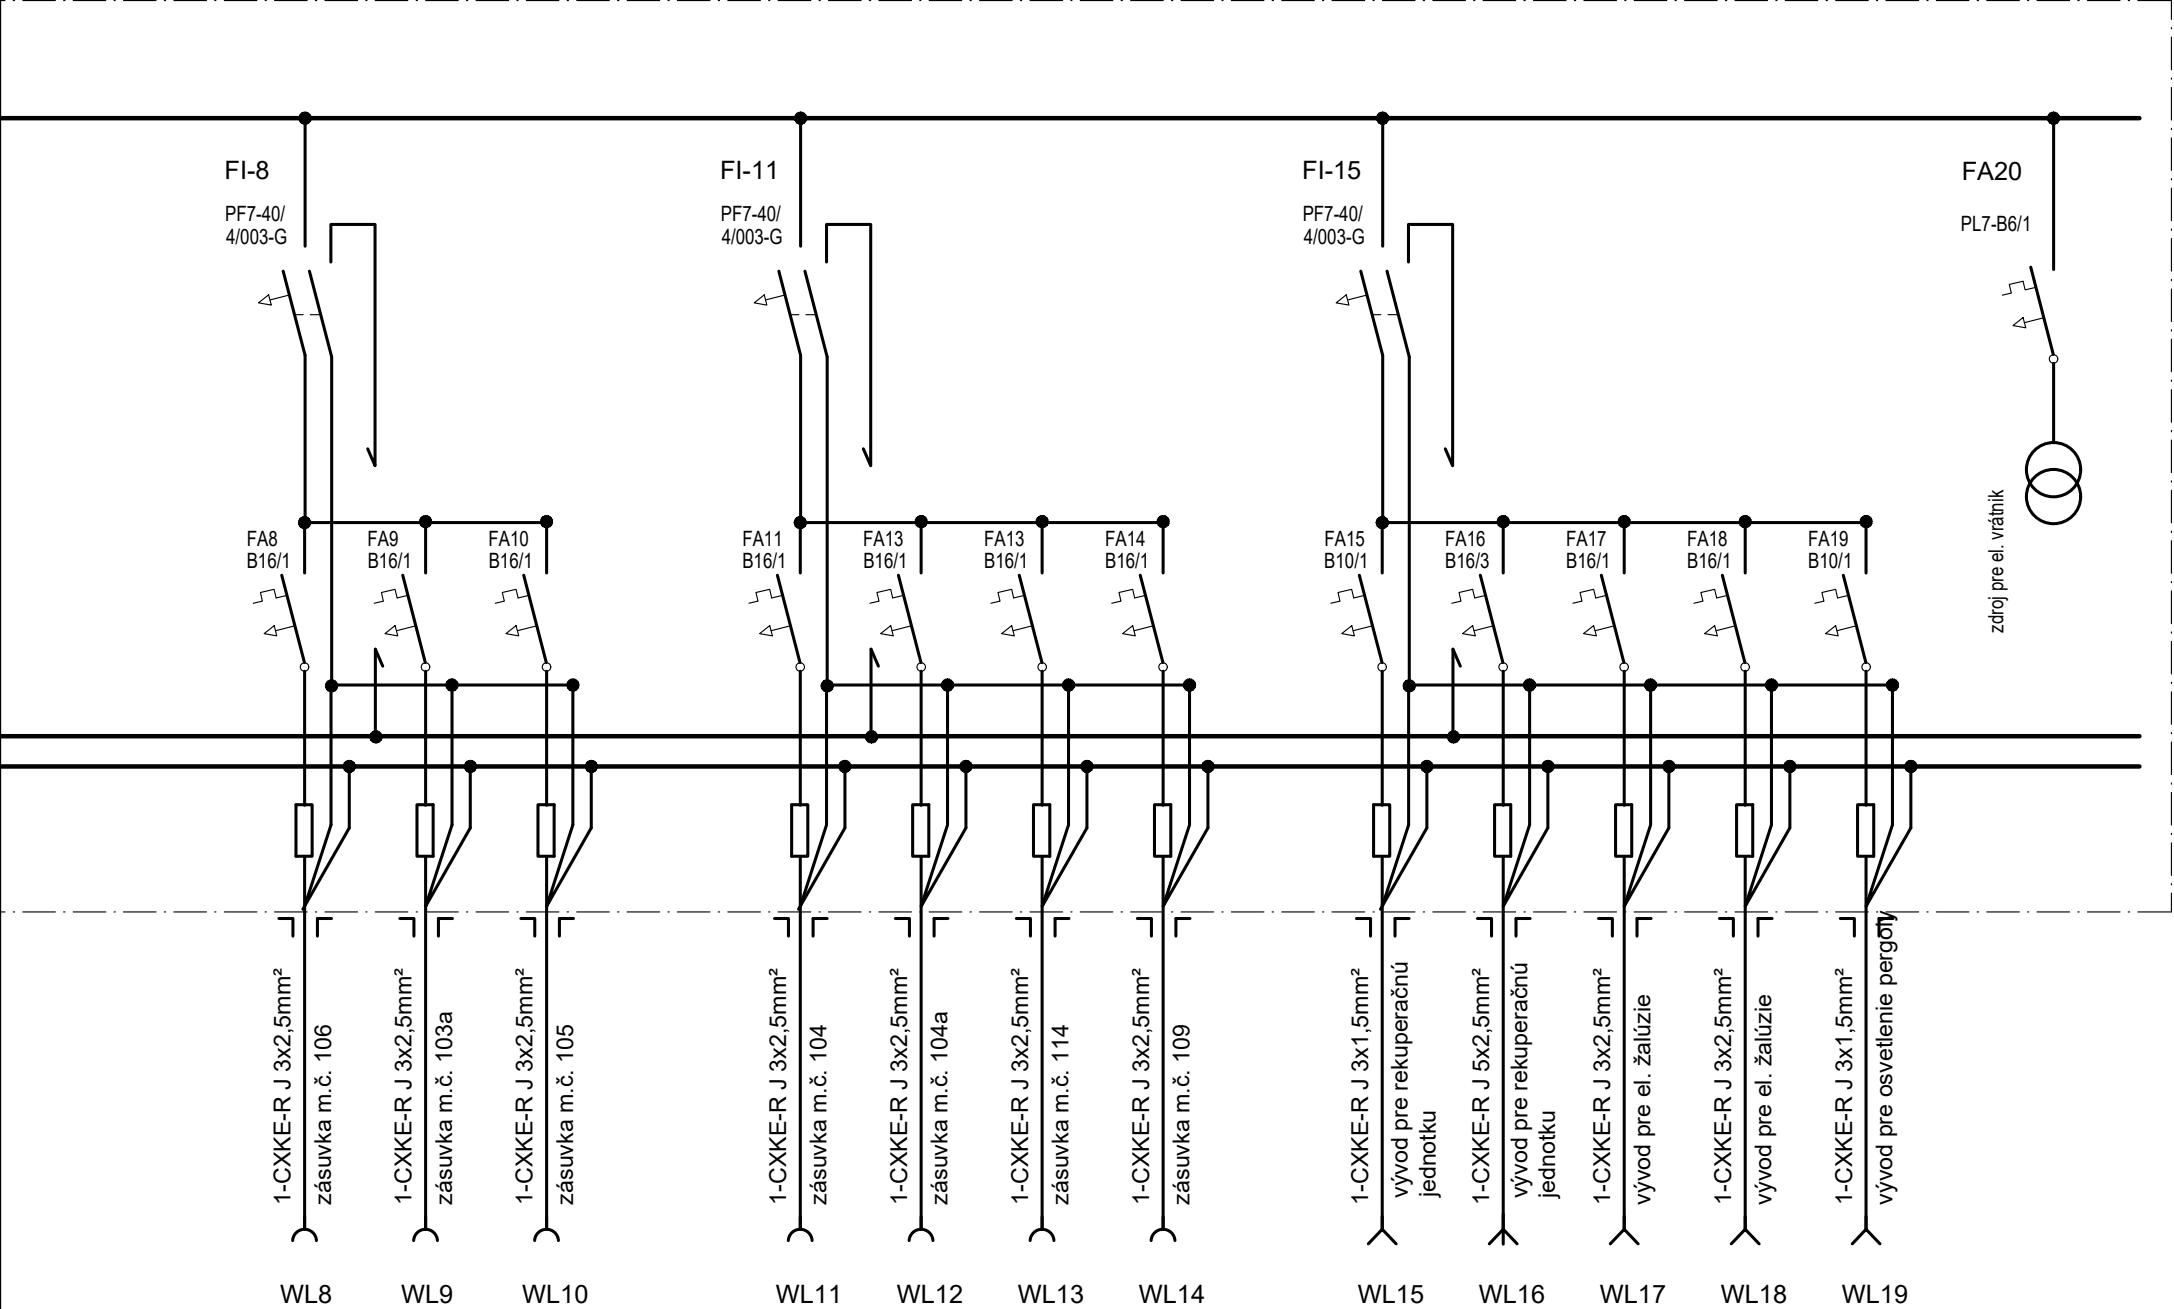 FI-8
PF7-40/
4/003-G
FI-11
PF7-40/
4/003-G
FI-15
PF7-40/
4/003-G
FA20
PL7-B6/1
zdroj pre el. vrátnik
FA8
B16/1
FA9
B16/1
FA10
B16/1
FA11
B16/1
FA13
B16/1
FA13
B16/1
FA14
B16/1
FA15
B10/1
FA16
B16/3
FA17
B16/1
FA18
B16/1
FA19
B10/1
1-CXKE-R J 3x2,5mm²
zásuvka m.č. 106
1-CXKE-R J 3x2,5mm²
zásuvka m.č. 103a
1-CXKE-R J 3x2,5mm²
zásuvka m.č. 105
1-CXKE-R J 3x2,5mm²
zásuvka m.č. 104
1-CXKE-R J 3x2,5mm²
zásuvka m.č. 104a
1-CXKE-R J 3x2,5mm²
zásuvka m.č. 114
1-CXKE-R J 3x2,5mm²
zásuvka m.č. 109
1-CXKE-R J 3x1,5mm²
vývod pre rekuperačnú
jednotku
1-CXKE-R J 5x2,5mm²
vývod pre rekuperačnú
jednotku
1-CXKE-R J 3x2,5mm²
vývod pre el. žalúzie
1-CXKE-R J 3x2,5mm²
vývod pre el. žalúzie
1-CXKE-R J 3x1,5mm²
vývod pre osvetlenie pergoly
WL8
WL9
WL10
WL11
WL12
WL13
WL14
WL15
WL16
WL17
WL18
WL19